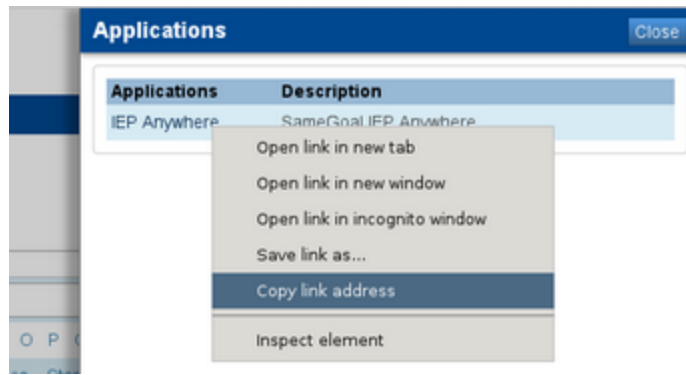 Applications Close
Applications Description
IEP Anywhere SameGoal IEP Anywhere
Open link in new tab
Open link in new window
Open link in incognito window
Save link as...
Copy link address
Inspect element
O P